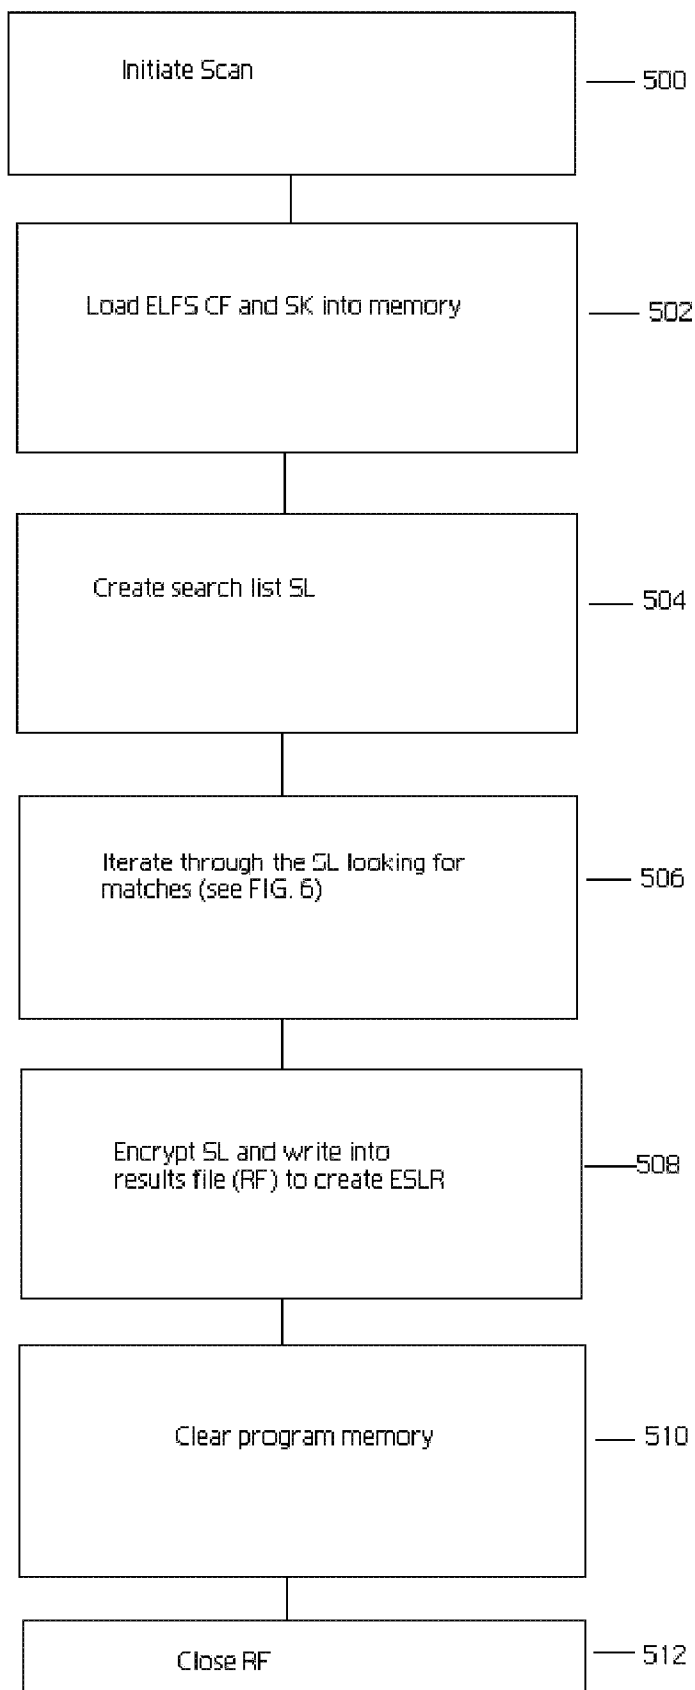 Initiate Scan
500
Load ELFS CF and SK into memory
502
Create search list SL
504
Iterate through the SL looking for
matches (see FIG. 6)
506
Encrypt SL and write into
results file (RF) to create ESLR
508
Clear program memory
510
Close RF
512